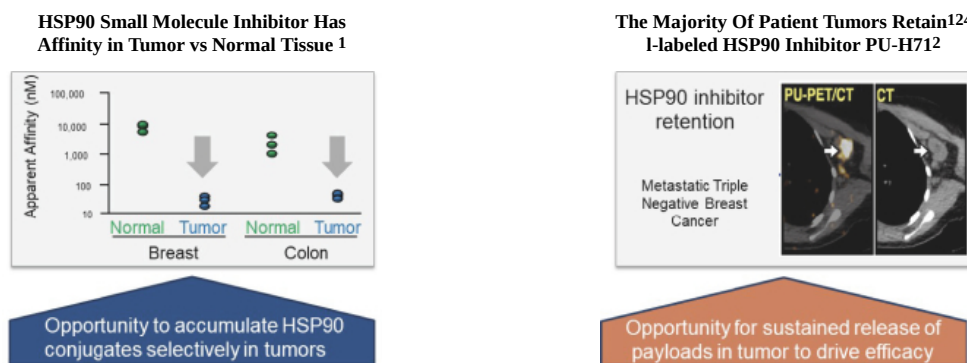 HSP90 Small Molecule Inhibitor Has
Affinity in Tumor vs Normal Tissue 1
Apparent Affinity (nM)
100,000
10,000
1,000
100
10
Normal Tumor Normal Tumor
Breast Colon
Opportunity to accumulate HSP90
conjugates selectively in tumors
The Majority Of Patient Tumors Retain124
l-labeled HSP90 Inhibitor PU-H712
HSP90 inhibitor
retention
Metastatic Triple
Negative Breast
Cancer
PU-PET/CT CT
Opportunity for sustained release of
payloads in tumor to drive efficacy